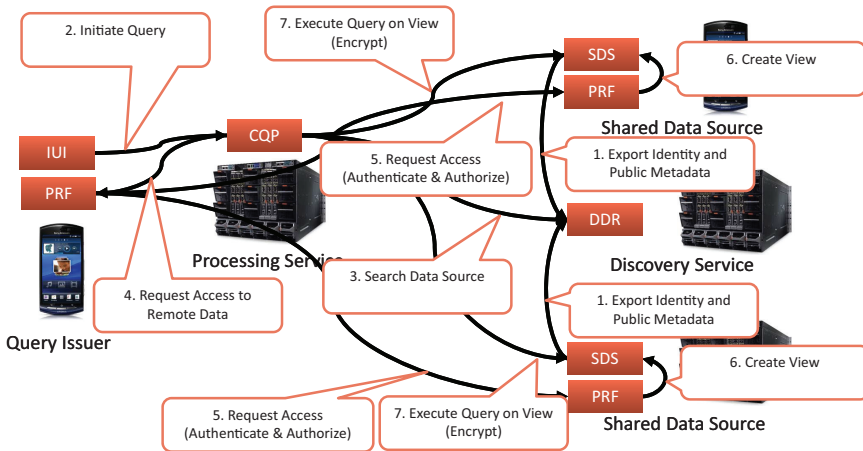 2. Initiate Query
7. Execute Query on View
(Encrypt)
SDS
6. Create View
PRF
Shared Data Source
IUI
CQP
PRF
5. Request Access
(Authenticate & Authorize)
1. Export Identity and
Public Metadata
DDR
Processing Service
3. Search Data Source
Discovery Service
4. Request Access to
Remote Data
1. Export Identity and
Public Metadata
Query Issuer
SDS
6. Create View
PRF
5. Request Access
(Authenticate & Authorize)
7. Execute Query on View
(Encrypt)
Shared Data Source